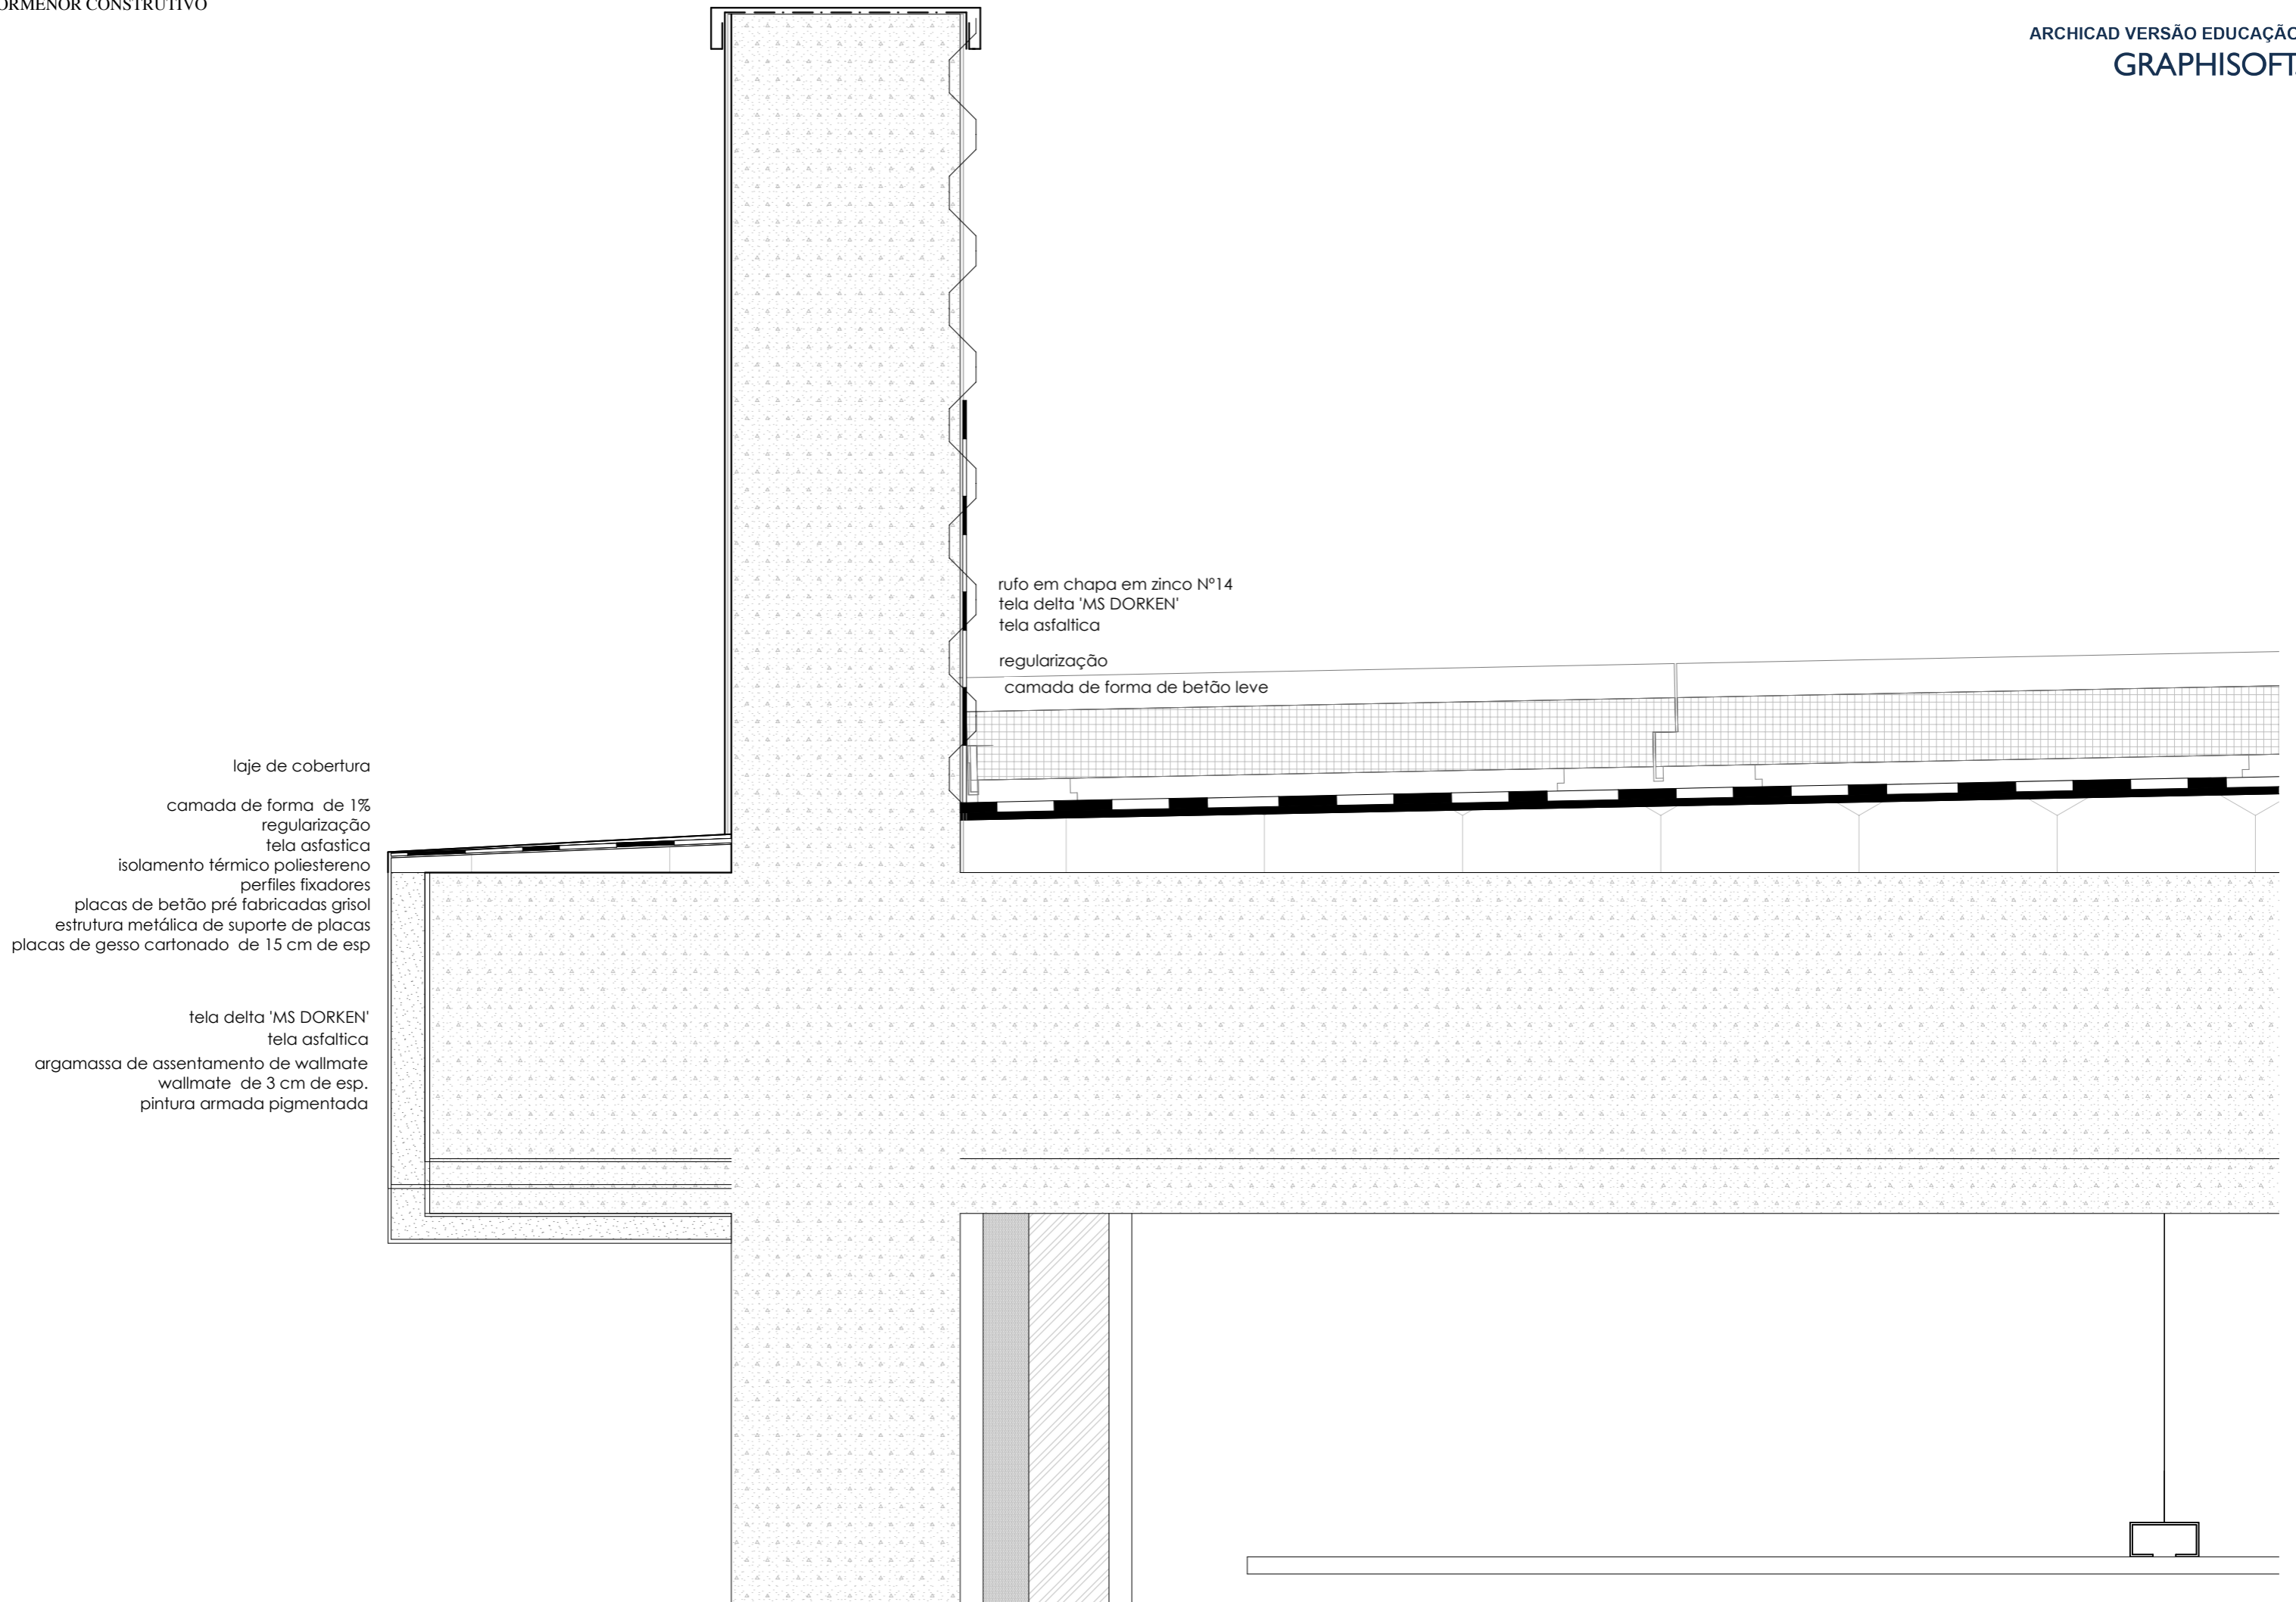 ORMENOR CONSTRUTIVO
ARCHICAD VERSÃO EDUCAÇÃO
GRAPHISOFT
rufo em chapa em zinco Nº14
tela delta 'MS DORKEN'
tela asfaltica
regularização
camada de forma de betão leve
laje de cobertura
camada de forma de 1%
regularização
tela asfastica
isolamento térmico poliestereno
perfiles fixadores
placas de betão pré fabricadas grisol
estrutura metálica de suporte de placas
placas de gesso cartonado de 15 cm de esp
tela delta 'MS DORKEN'
tela asfaltica
argamassa de assentamento de wallmate
wallmate de 3 cm de esp.
pintura armada pigmentada